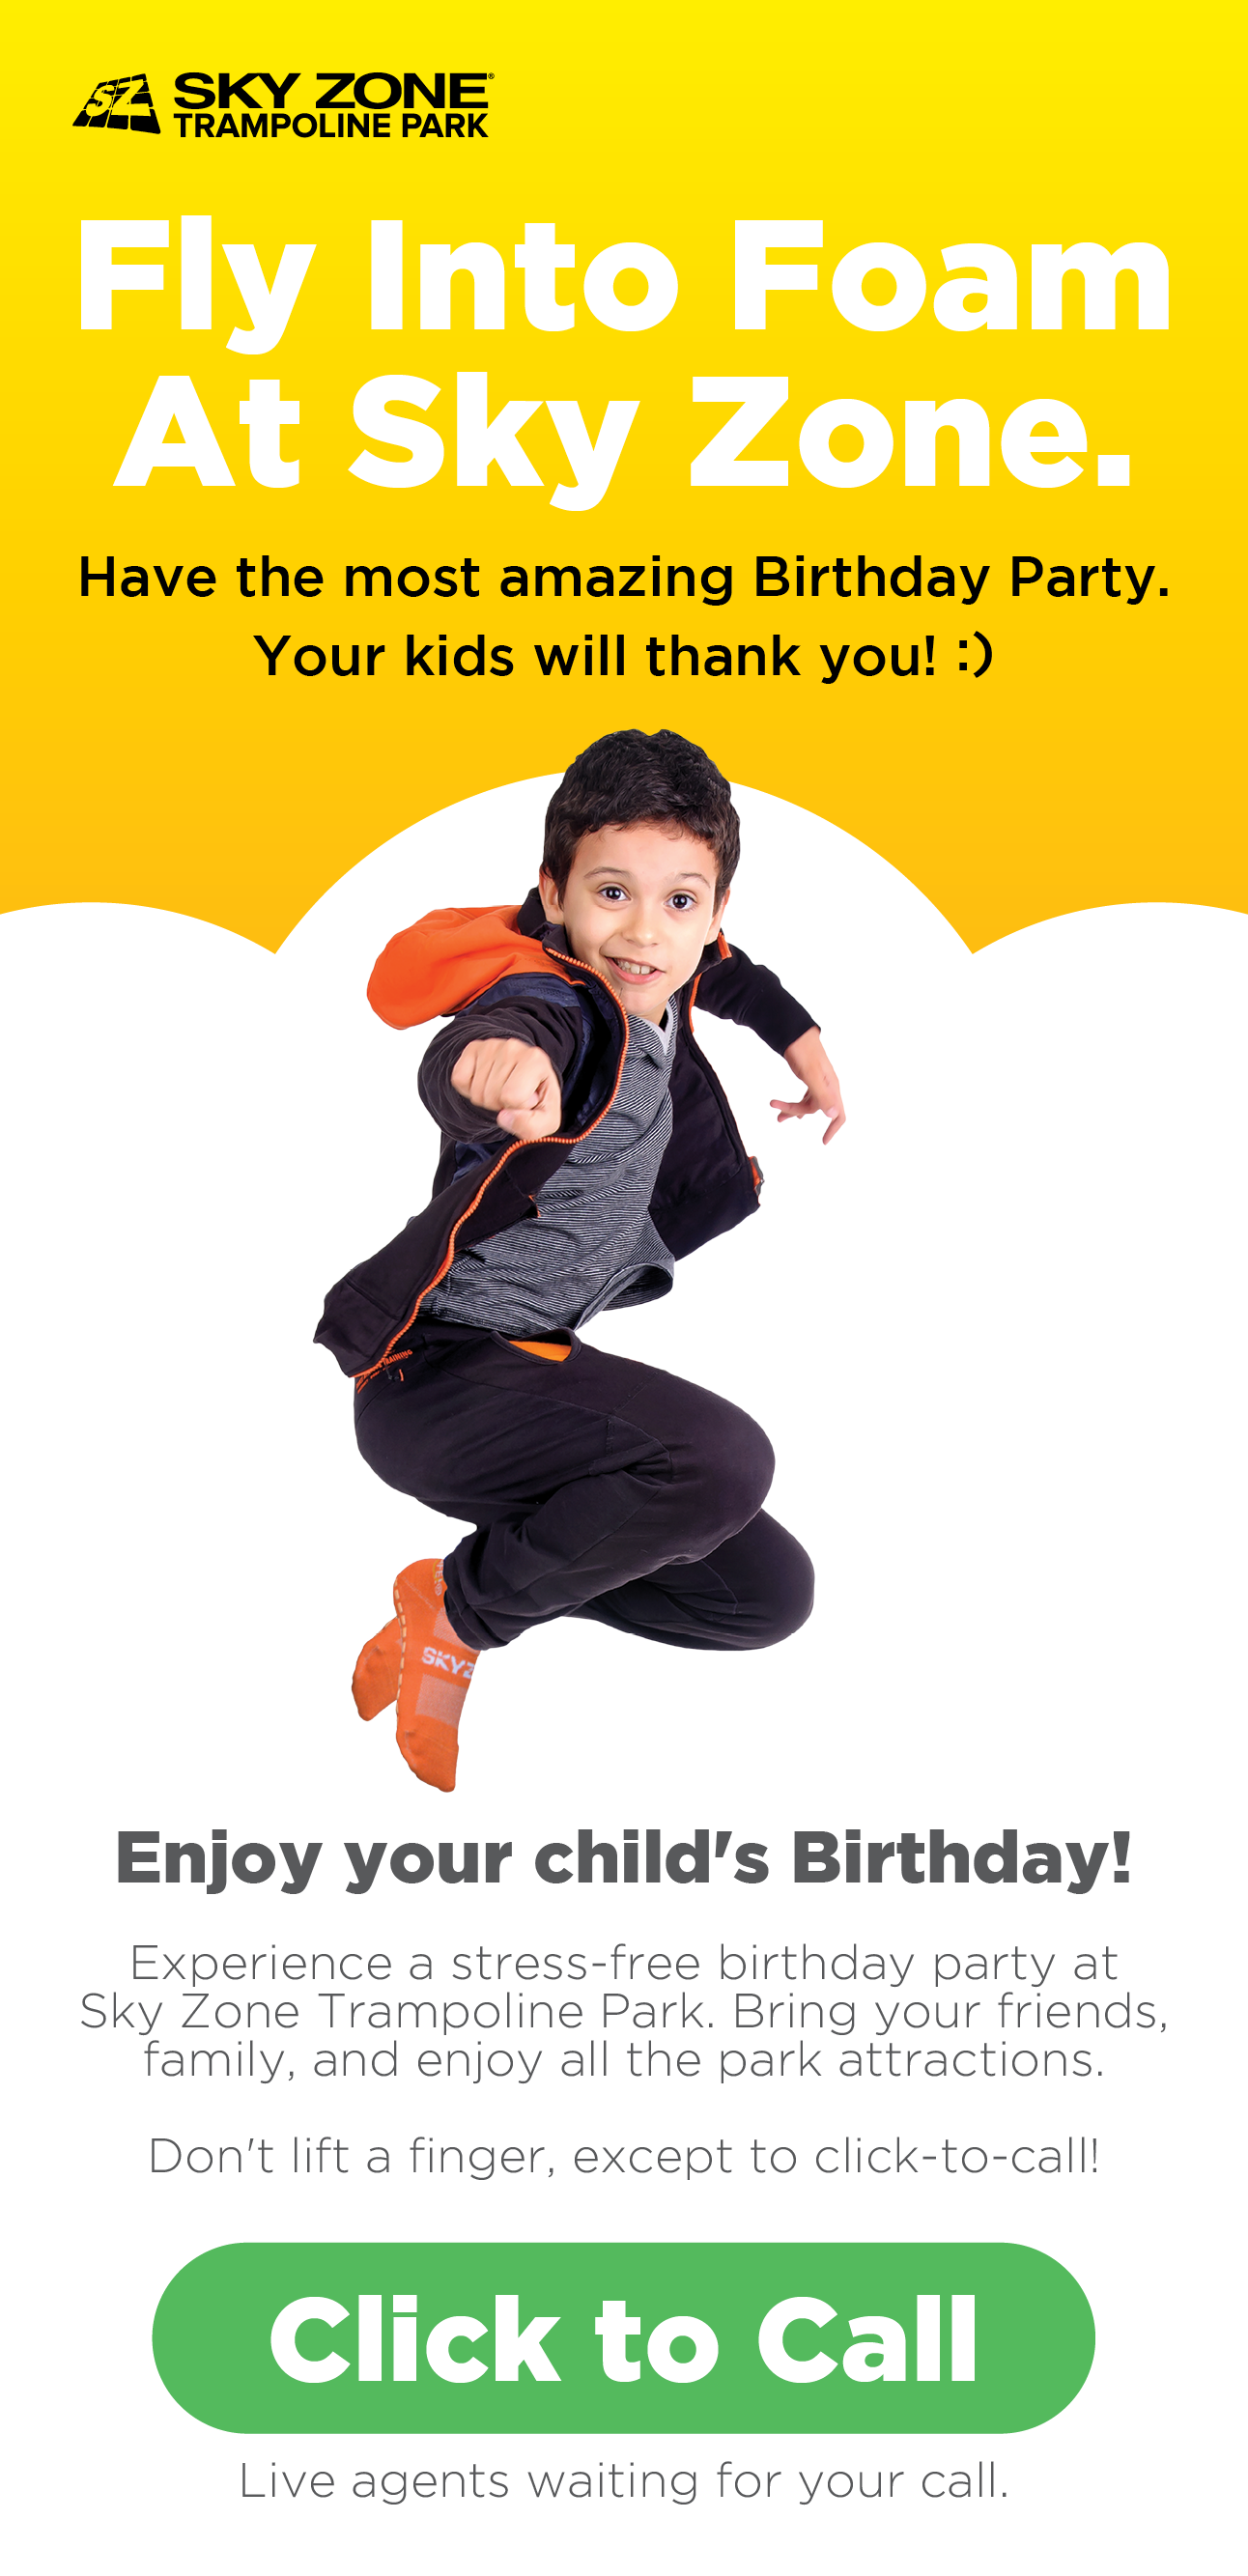 SZ SKY ZONE®
TRAMPOLINE PARK
Fly Into Foam
At Sky Zone.
Have the most amazing Birthday Party.
Your kids will thank you! :)
TRAINING
SKYZ
Enjoy your child's Birthday!
Experience a stress-free birthday party at
Sky Zone Trampoline Park. Bring your friends,
family, and enjoy all the park attractions.
Don't lift a finger, except to click-to-call!
Click to Call
Live agents waiting for your call.